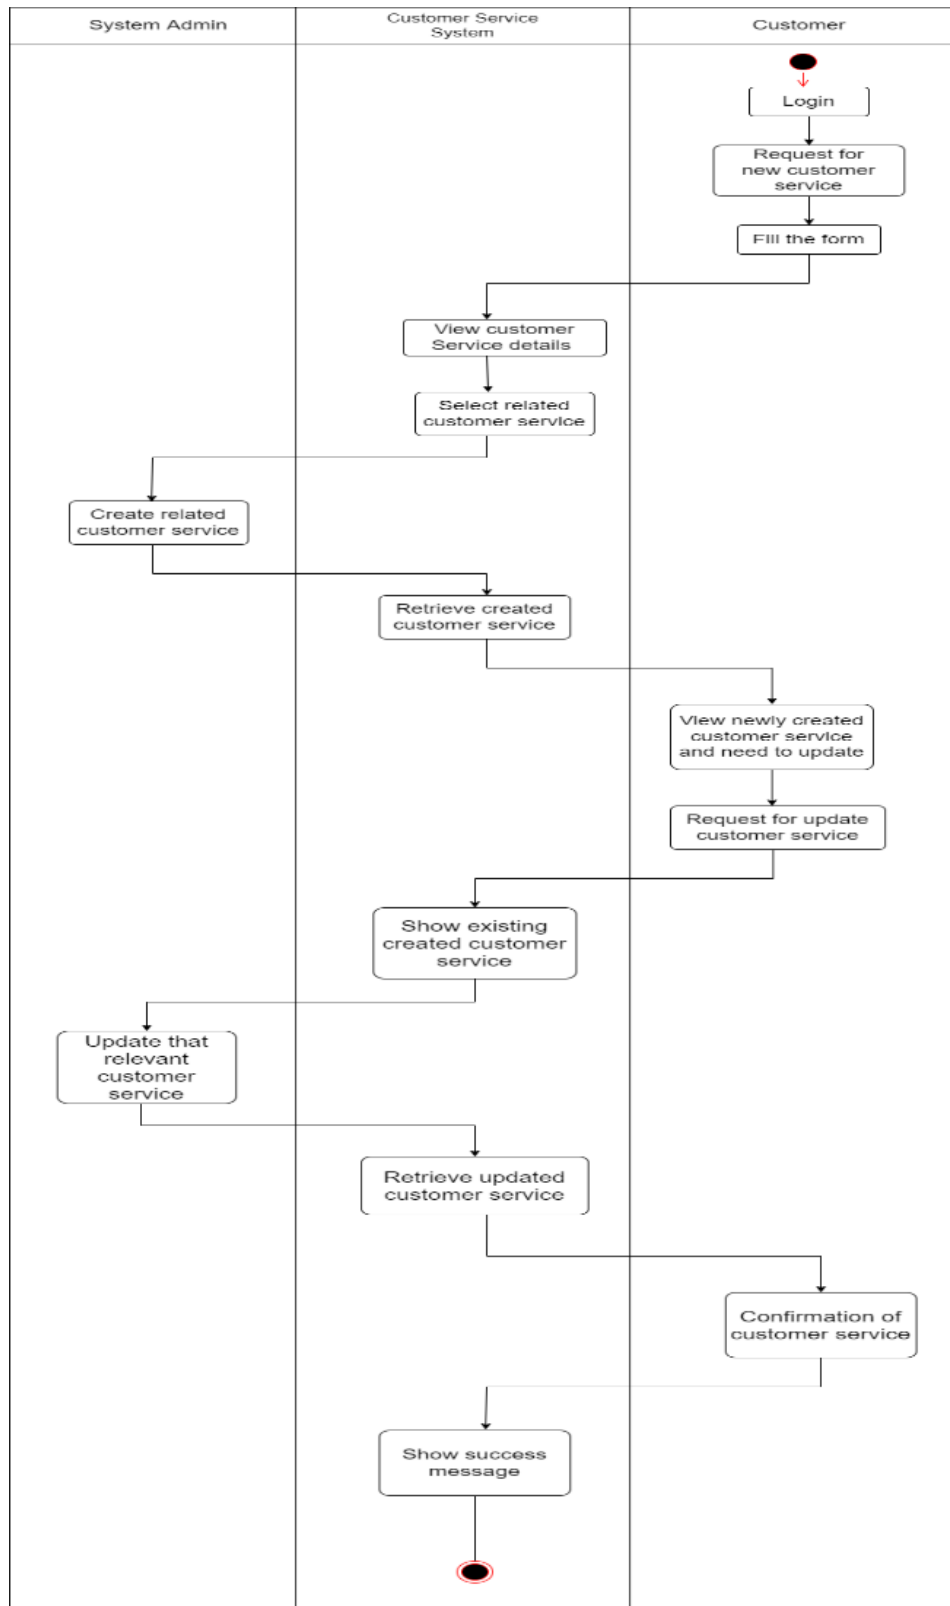 System Admin
Customer Service
System
Customer
Login
Request for
new customer
service
Fill the form
View customer
Service details
Select related
customer service
Create related
customer service
Retrieve created
customer service
View newly created
customer service
and need to update
Request for update
customer service
Show existing
created customer
service
Update that
relevant
customer
service
Retrieve updated
customer service
Confirmation of
customer service
Show success
message